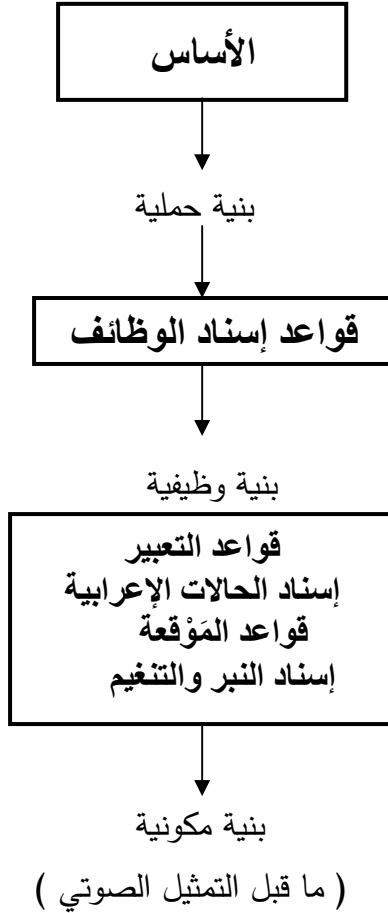 الأساس
بنية حملية
قواعد إسناد الوظائف
بنية وظيفية
قواعد التعبير
إسناد الحالات الإعرابية
قواعد المَوْقعة
إسناد النبر والتنغيم
بنية مكونية
( ما قبل التمثيل الصوتي )